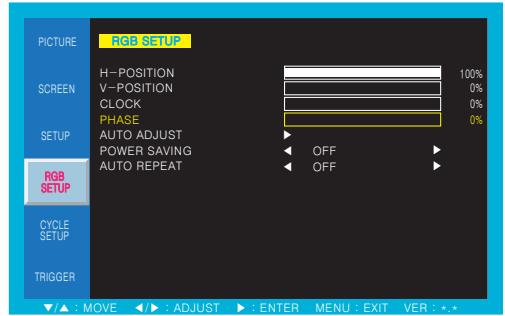 PICTURE
SCREEN
SETUP
RGB SETUP
CYCLE SETUP
TRIGGER
RGB SETUP
H-POSITION 100%
V-POSITION 0%
CLOCK 0%
PHASE 0%
AUTO ADJUST ▶
POWER SAVING ◀ OFF ▶
AUTO REPEAT ◀ OFF ▶
▼/▲ : MOVE ◀/▶ : ADJUST ▶ : ENTER MENU : EXIT VER : *.*